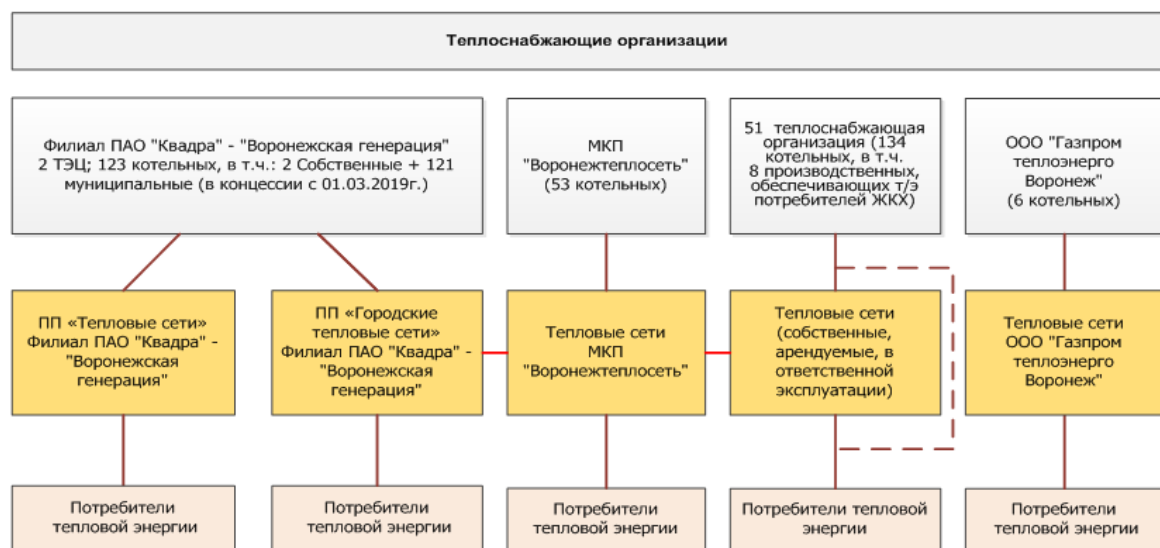 Теплоснабжающие организации
Филиал ПАО "Квадра" - "Воронежская генерация"
2 ТЭЦ; 123 котельных, в т.ч.: 2 Собственные + 121
муниципальные (в концессии с 01.03.2019г.)
МКП
"Воронежтеплосеть"
(53 котельных)
51 теплоснабжающая
организация (134
котельных, в т.ч.
8 производственных,
обеспечивающих т/э
потребителей ЖКХ)
ООО "Газпром
теплоэнерго
Воронеж"
(6 котельных)
ПП «Тепловые сети»
Филиал ПАО "Квадра" -
"Воронежская
генерация"
ПП «Городские
тепловые сети»
Филиал ПАО "Квадра" -
"Воронежская
генерация"
Тепловые сети
МКП
"Воронежтеплосеть"
Тепловые сети
(собственные,
арендуемые, в
ответственной
эксплуатации)
Тепловые сети
ООО "Газпром
теплоэнерго
Воронеж"
Потребители
тепловой энергии
Потребители
тепловой энергии
Потребители
тепловой энергии
Потребители тепловой
энергии
Потребители
тепловой энергии